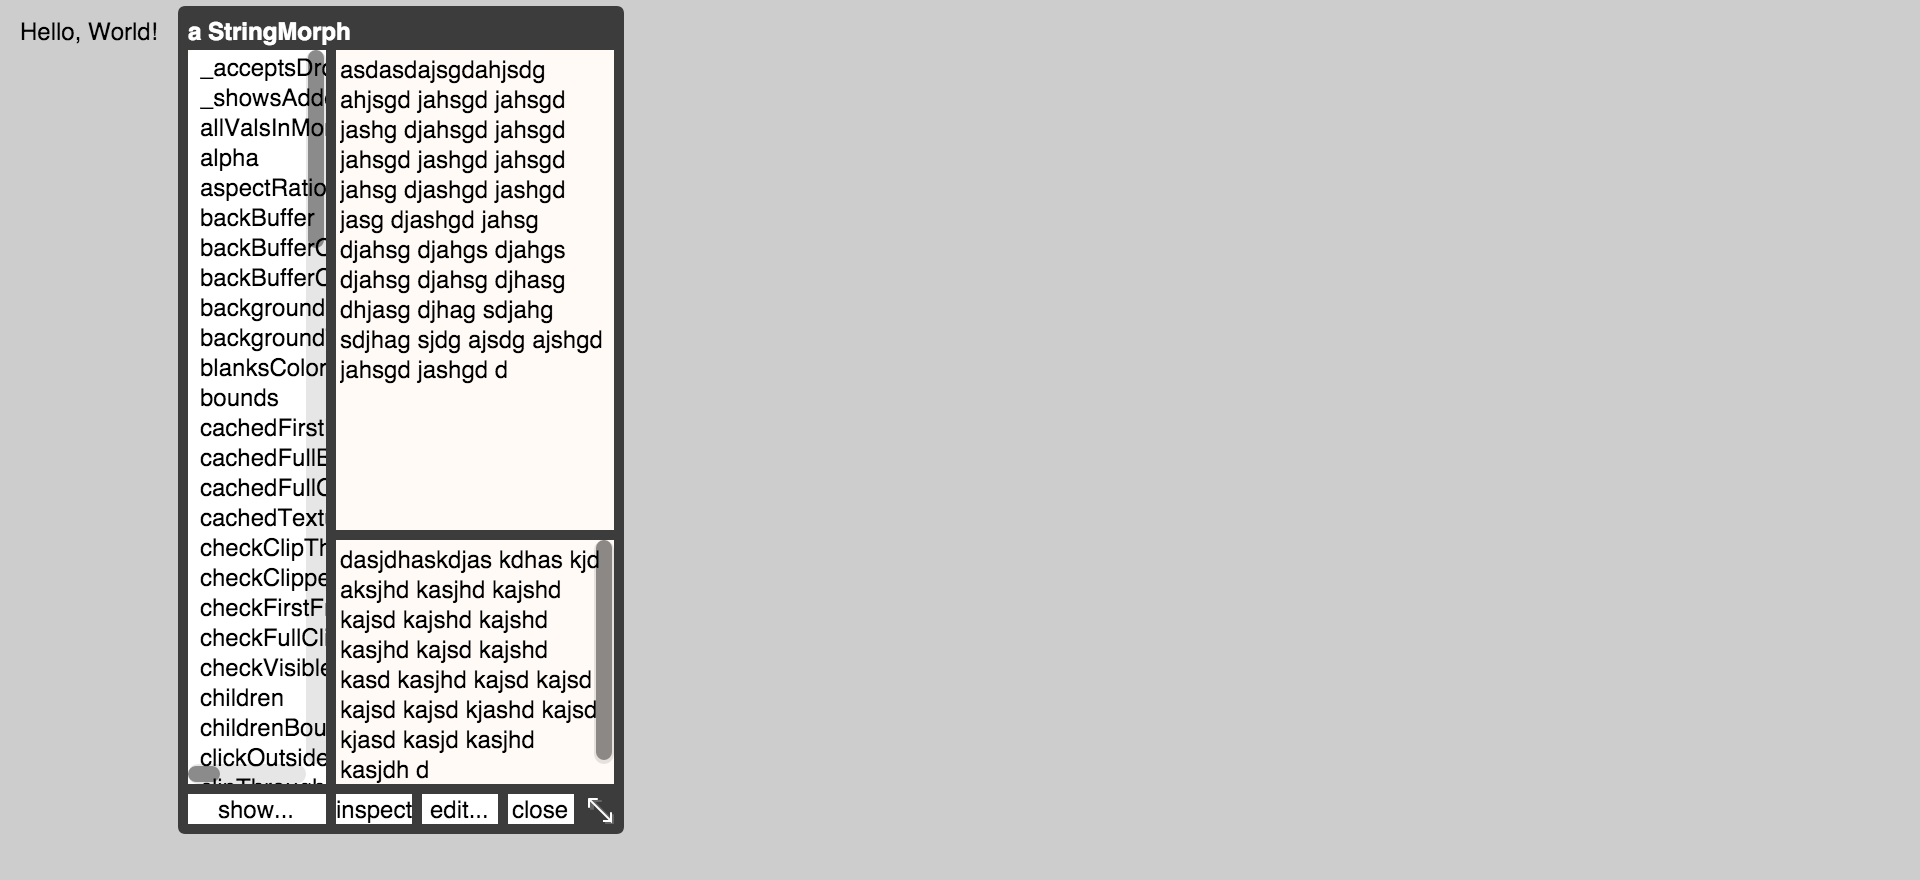 Hello, World!
a StringMorph
_acceptsDr
_showsAdd
allValsInMo
alpha
aspectRatio
backBuffer
backBufferC
backBufferC
background
background
blanksColor
bounds
cachedFirst
cachedFullB
cachedFullC
cachedText
checkClipTh
checkClippe
checkFirstF
checkFullCli
checkVisible
children
childrenBou
clickOutside
asdasdajsgdahjsdg
ahjsgd jahsgd jahsgd
jashg djahsgd jahsgd
jahsgd jashgd jahsgd
jahsg djashgd jashgd
jasg djashgd jahsg
djahsg djahgs djahgs
djahsg djahsg djhasg
dhjasg djhag sdjahg
sdjhag sjdg ajsdg ajshgd
jahsgd jashgd d
dasjdhaskdjas kdhas kjd
aksjhd kasjhd kajshd
kajsd kajshd kajshd
kasjhd kajsd kajshd
kasd kasjhd kajsd kajsd
kajsd kajsd kjashd kajsd
kjasd kasjd kasjhd
kasjdh d
show...
inspect
edit...
close